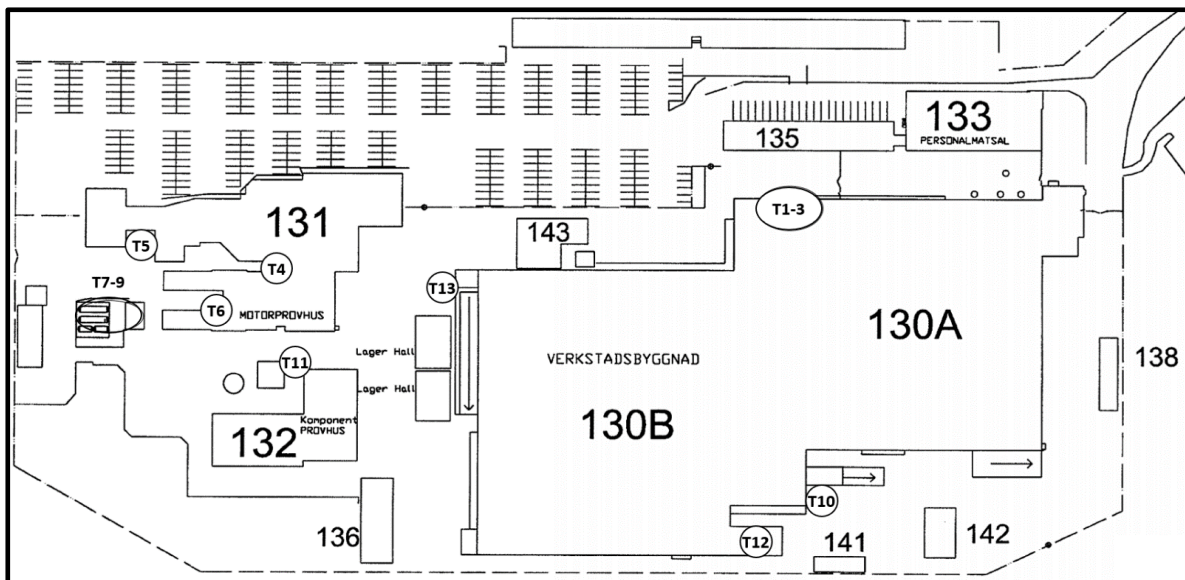 133
PERSONALMATSAL
135
131
T1-3
143
T5
T4
T7-9
T13
T6
MOTORPROVHUS
130A
Lager Hall
VERKSTADSBYGGNAD
138
T11
Lager Hall
130B
Komponent
PROVHUS
132
T10
136
T12
141
142